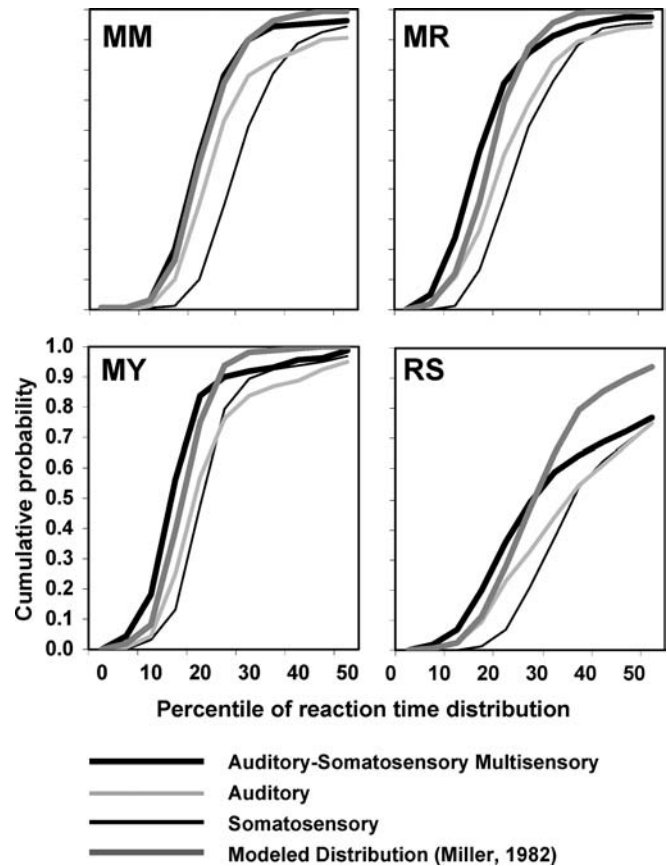 MM
MR
MY
RS
1.0
0.9
0.8
0.7
0.6
0.5
0.4
0.3
0.2
0.1
0.0
Cumulative probability
0 10 20 30 40 50
0 10 20 30 40 50
Percentile of reaction time distribution
Auditory-Somatosensory Multisensory
Auditory
Somatosensory
Modeled Distribution (Miller, 1982)